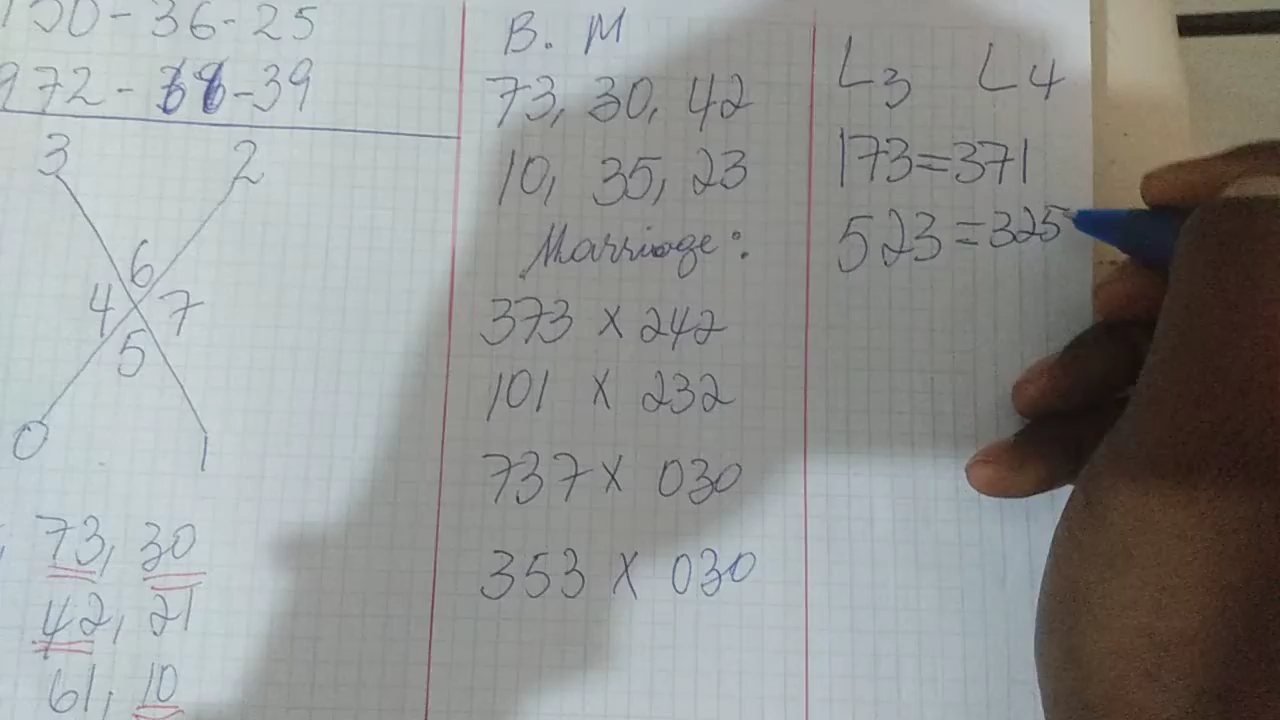 150-36-25
972-68-39
3 2
6
4 7
5
0 1
73, 30
42, 21
61, 10
B. M
73, 30, 42
10, 35, 23
Marriage:
373 x 242
101 x 232
737 x 030
353 x 030
L3 L4
173=371
523=325